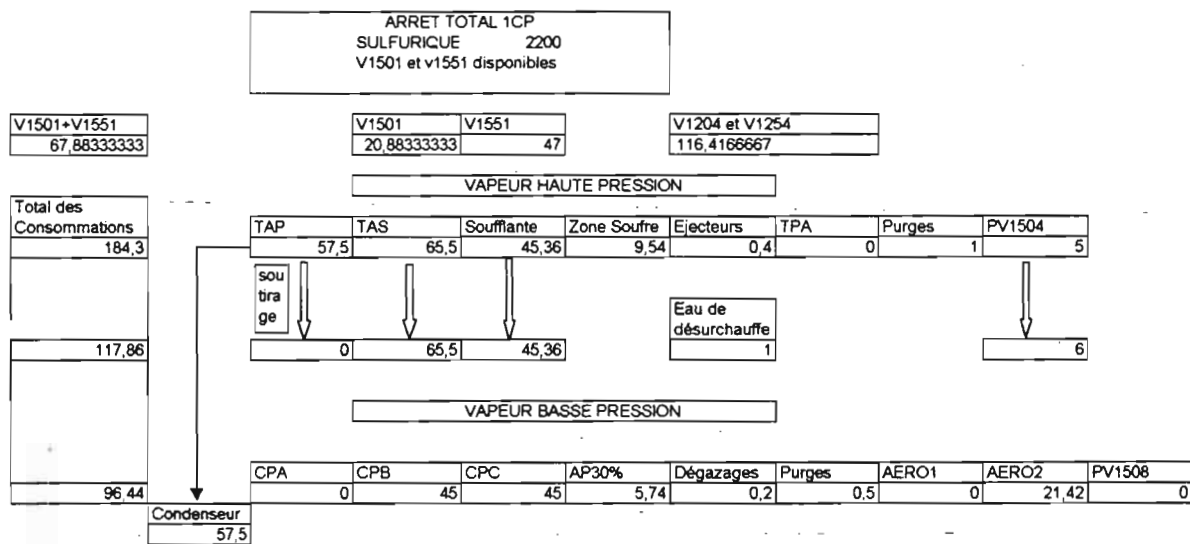 ARRET TOTAL 1CP
SULFURIQUE 2200
V1501 et v1551 disponibles
V1501+V1551 V1501 V1551 V1204 et V1254
67,88333333 20,88333333 47 116,4166667
VAPEUR HAUTE PRESSION
Total des
Consommations TAP TAS Soufflante Zone Soufre Ejecteurs TPA Purges PV1504
184,3 57,5 65,5 45,36 9,54 0,4 0 1 5
sou
tira
ge
Eau de
désurchauffe
117,86 0 65,5 45,36 1 6
VAPEUR BASSE PRESSION
CPA CPB CPC AP30% Dégazages Purges AERO1 AERO2 PV1508
96,44 0 45 45 5,74 0,2 0,5 0 21,42 0
Condenseur
57,5